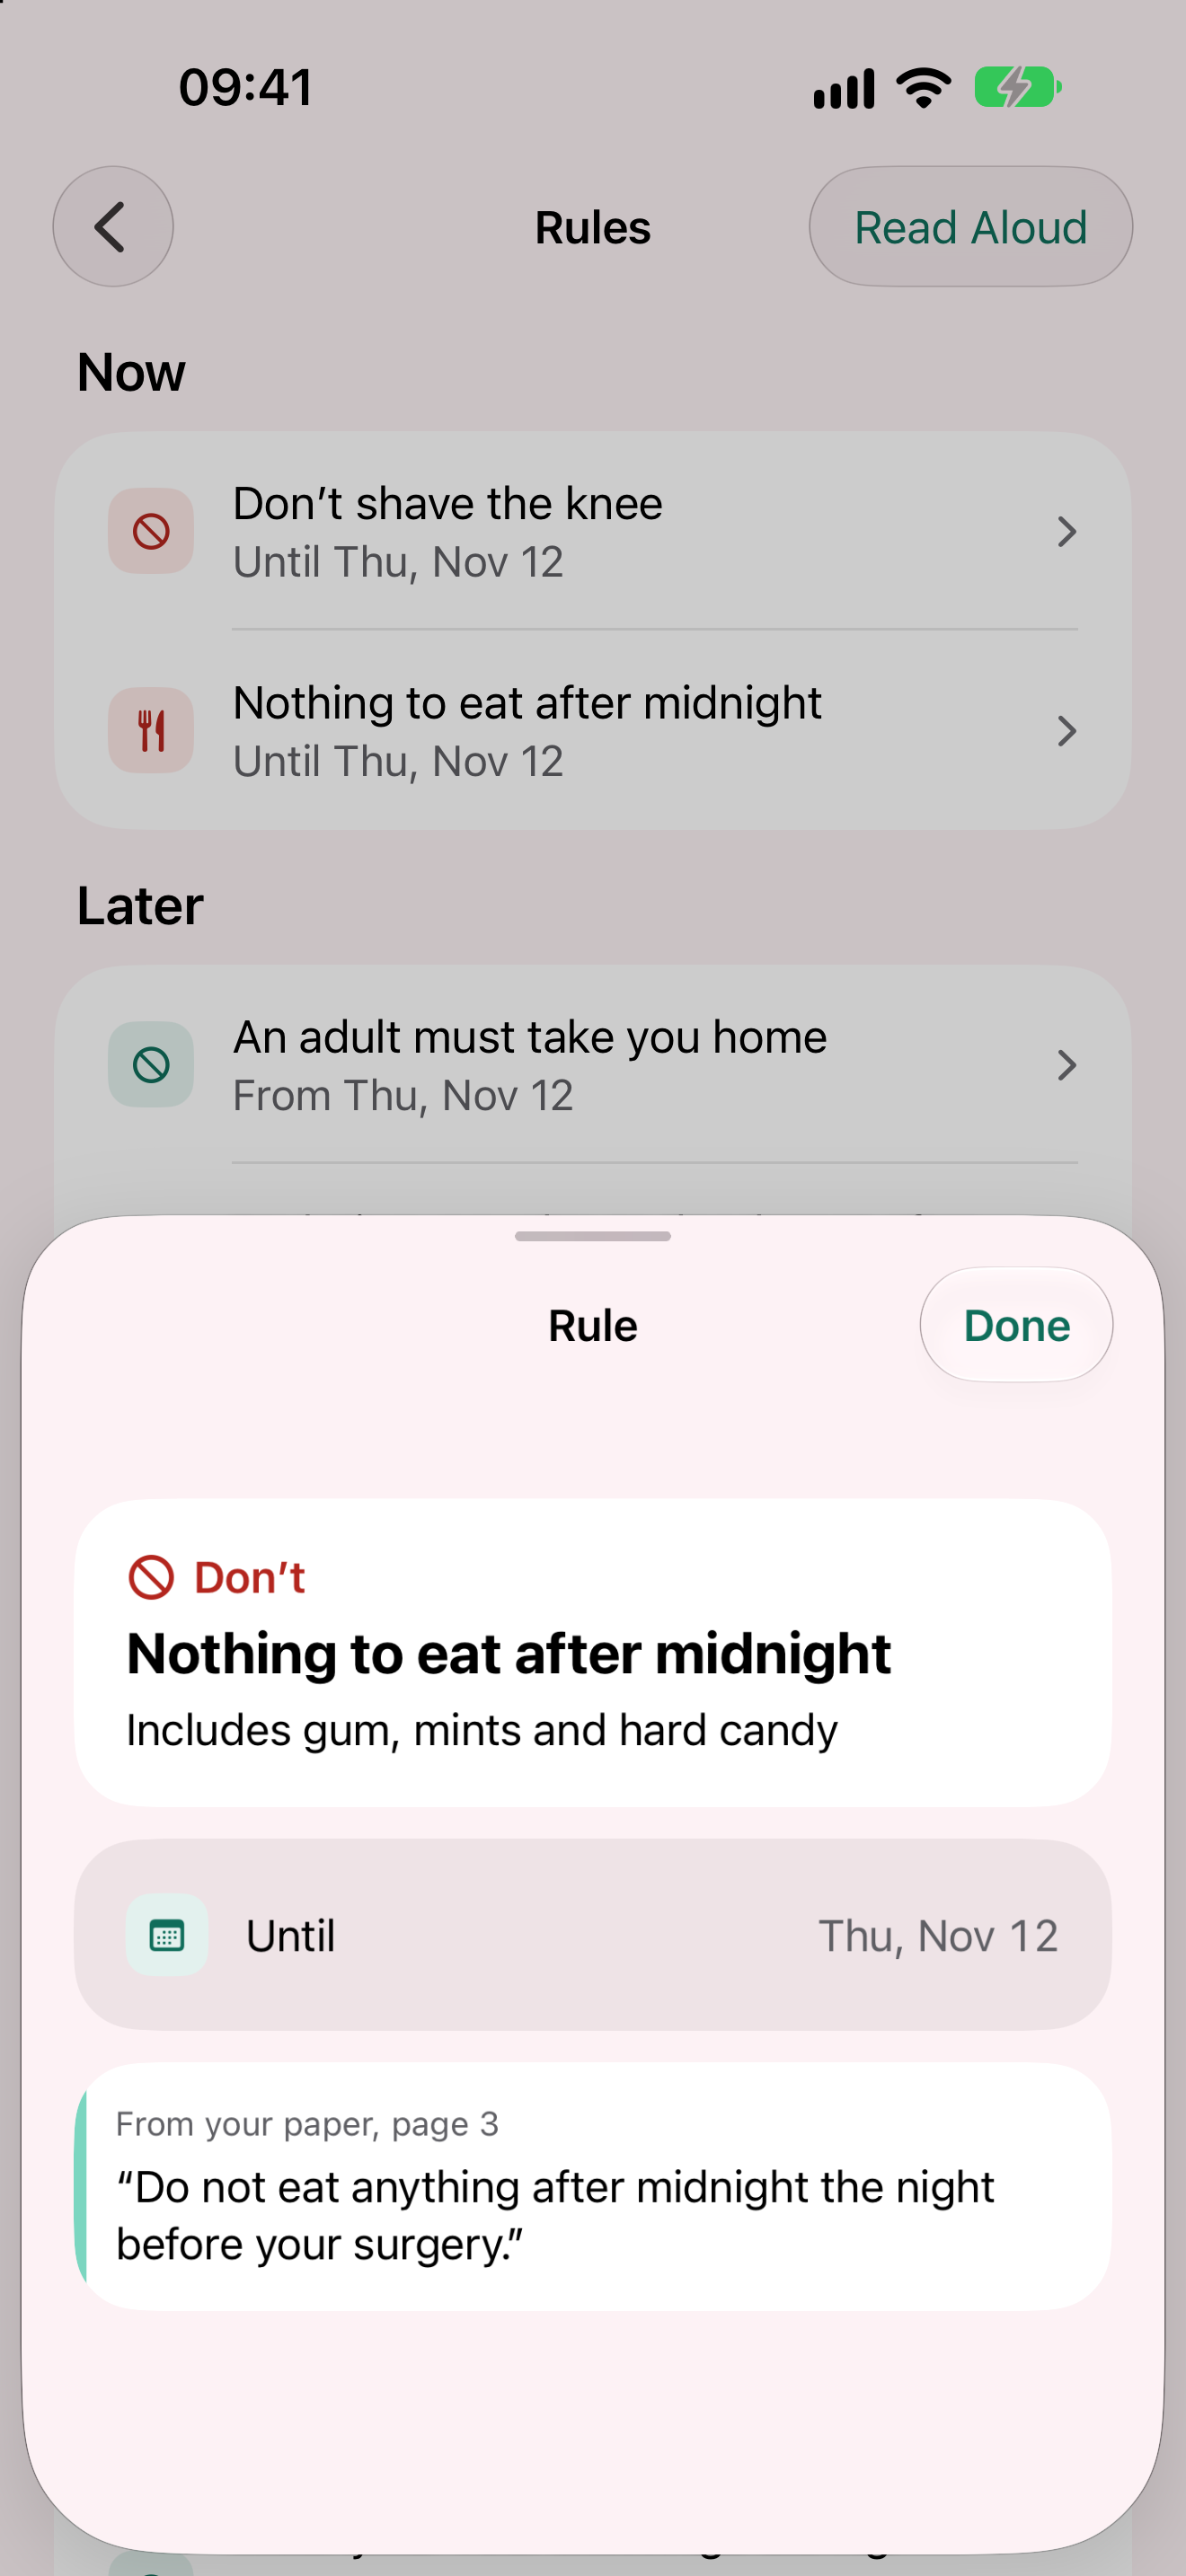 09:41
Rules
Read Aloud
Now
Don’t shave the knee
Until Thu, Nov 12
Nothing to eat after midnight
Until Thu, Nov 12
Later
An adult must take you home
From Thu, Nov 12
Rule
Done
Don’t
Nothing to eat after midnight
Includes gum, mints and hard candy
Until
Thu, Nov 12
From your paper, page 3
“Do not eat anything after midnight the night
before your surgery.”